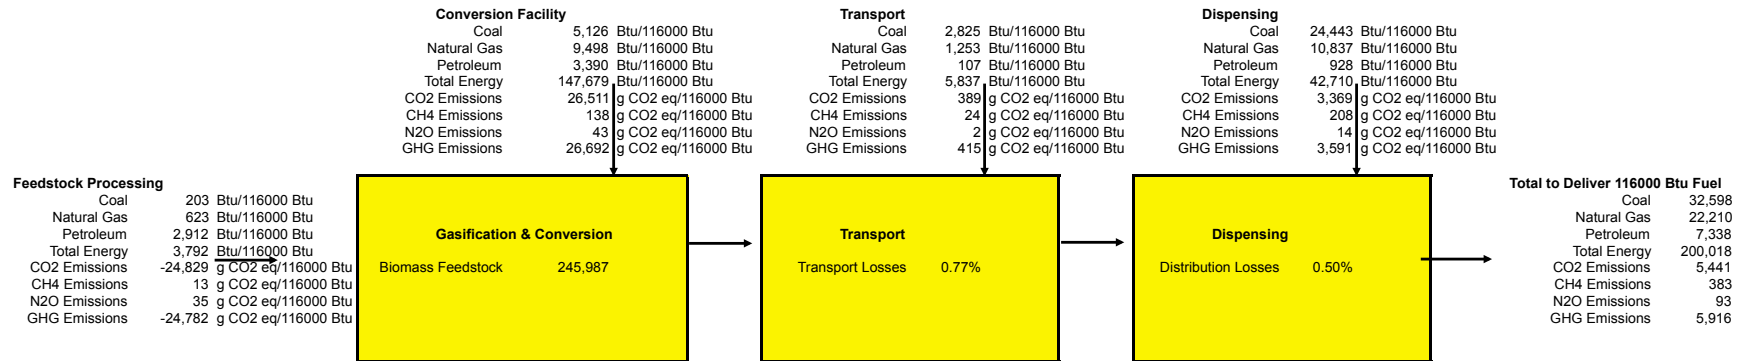 Conversion Facility
Coal 5,126 Btu/116000 Btu
Natural Gas 9,498 Btu/116000 Btu
Petroleum 3,390 Btu/116000 Btu
Total Energy 147,679 Btu/116000 Btu
CO2 Emissions 26,511 g CO2 eq/116000 Btu
CH4 Emissions 138 g CO2 eq/116000 Btu
N2O Emissions 43 g CO2 eq/116000 Btu
GHG Emissions 26,692 g CO2 eq/116000 Btu
Transport
Coal 2,825 Btu/116000 Btu
Natural Gas 1,253 Btu/116000 Btu
Petroleum 107 Btu/116000 Btu
Total Energy 5,837 Btu/116000 Btu
CO2 Emissions 389 g CO2 eq/116000 Btu
CH4 Emissions 24 g CO2 eq/116000 Btu
N2O Emissions 2 g CO2 eq/116000 Btu
GHG Emissions 415 g CO2 eq/116000 Btu
Dispensing
Coal 24,443 Btu/116000 Btu
Natural Gas 10,837 Btu/116000 Btu
Petroleum 928 Btu/116000 Btu
Total Energy 42,710 Btu/116000 Btu
CO2 Emissions 3,369 g CO2 eq/116000 Btu
CH4 Emissions 208 g CO2 eq/116000 Btu
N2O Emissions 14 g CO2 eq/116000 Btu
GHG Emissions 3,591 g CO2 eq/116000 Btu
Feedstock Processing
Coal 203 Btu/116000 Btu
Natural Gas 623 Btu/116000 Btu
Petroleum 2,912 Btu/116000 Btu
Total Energy 3,792 Btu/116000 Btu
CO2 Emissions -24,829 g CO2 eq/116000 Btu
CH4 Emissions 13 g CO2 eq/116000 Btu
N2O Emissions 35 g CO2 eq/116000 Btu
GHG Emissions -24,782 g CO2 eq/116000 Btu
Gasification & Conversion
Biomass Feedstock 245,987
Transport
Transport Losses 0.77%
Dispensing
Distribution Losses 0.50%
Total to Deliver 116000 Btu Fuel
Coal 32,598
Natural Gas 22,210
Petroleum 7,338
Total Energy 200,018
CO2 Emissions 5,441
CH4 Emissions 383
N2O Emissions 93
GHG Emissions 5,916